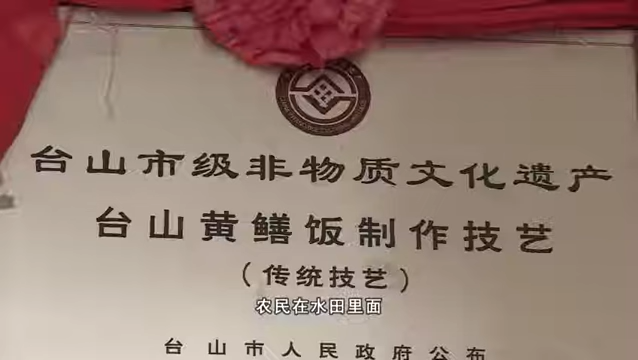 台山市级非物质文化遗产
台山黄鳝饭制作技艺
（传统技艺）
农民在水田里面
台山市人民政府公布